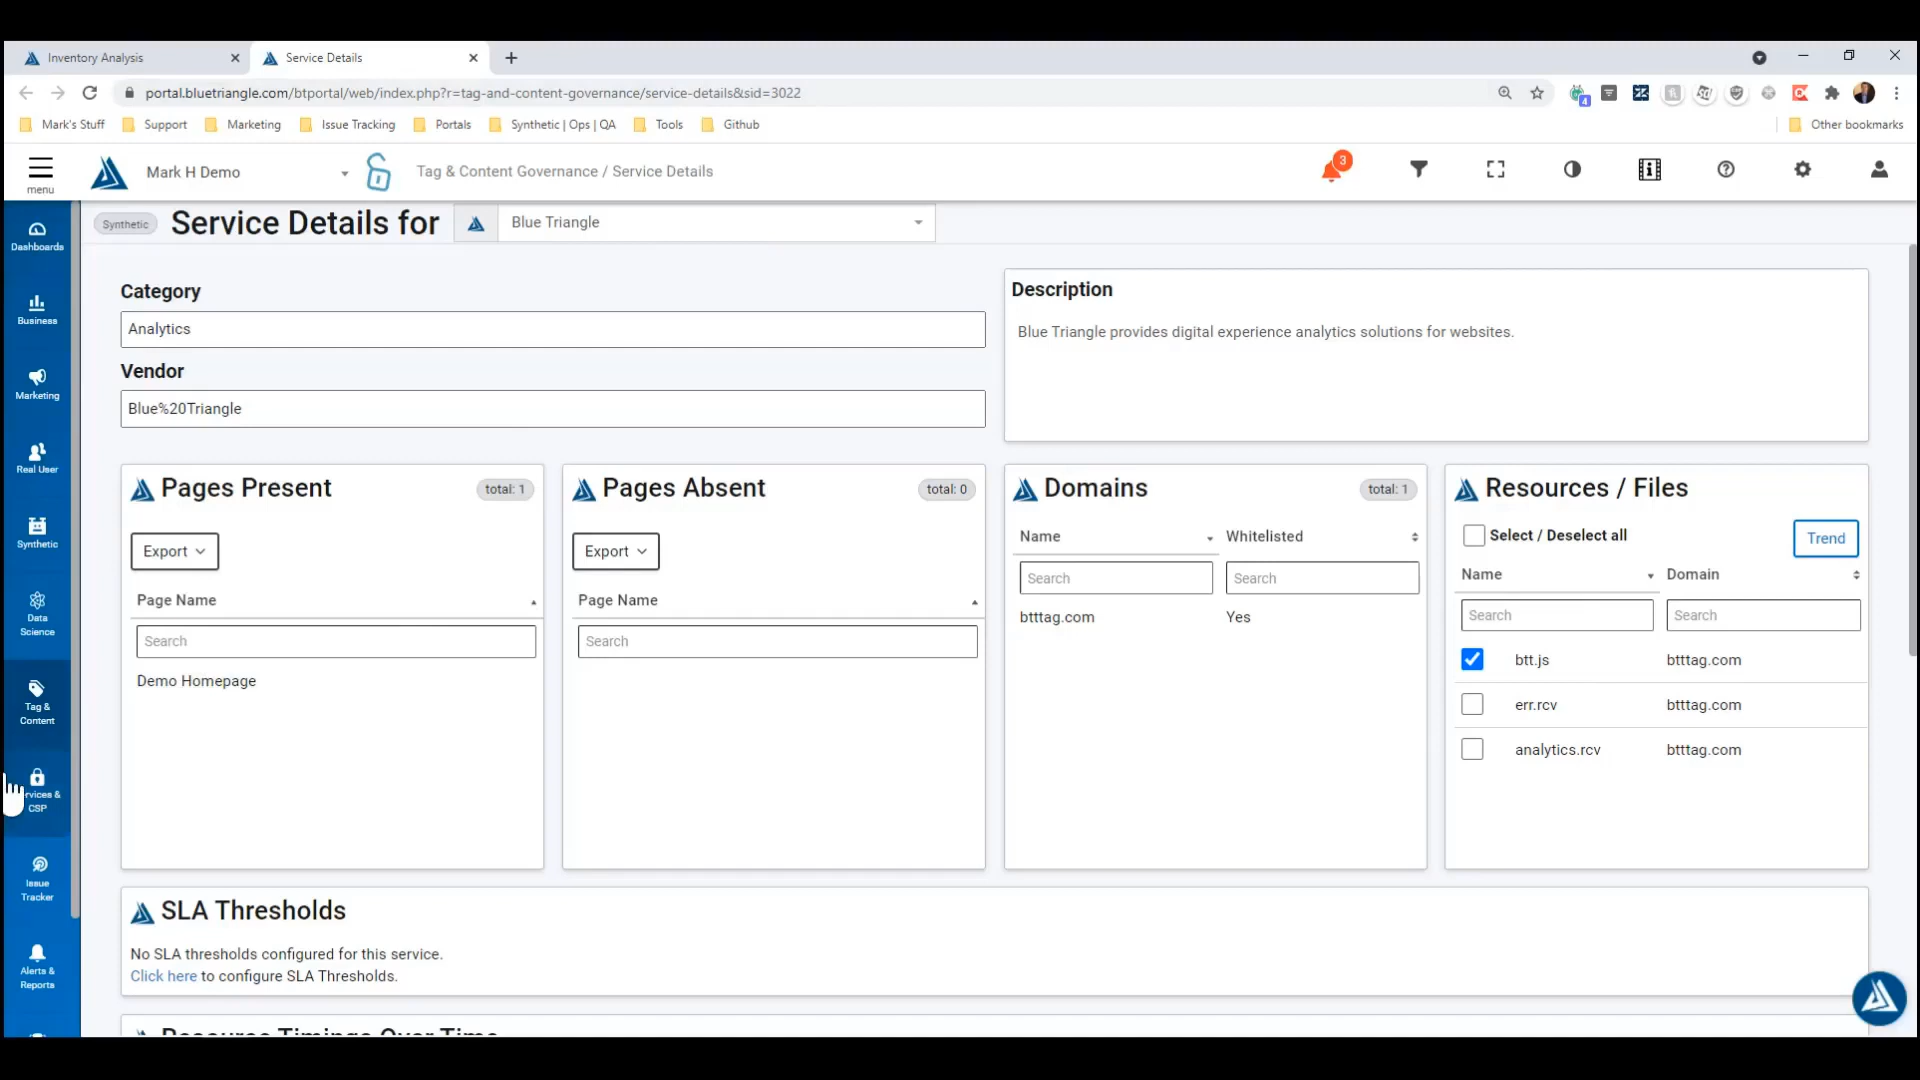 Inventory Analysis
Service Details
portal.bluetriangle.com/btportal/web/index.php?r=tag-and-content-governance/service-details&sid=3022
4
Mark's Stuff
Support
Marketing
Issue Tracking
Portals
Synthetic | Ops | QA
Tools
Github
Other bookmarks
menu
Mark H Demo
Tag & Content Governance / Service Details
3
Synthetic
Service Details for
Blue Triangle
Dashboards
Business
Marketing
Real User
Synthetic
Data
Science
Tag &
Content
rvices &
CSP
Issue
Tracker
Alerts &
Reports
Category
Analytics
Vendor
Blue%20Triangle
Description
Blue Triangle provides digital experience analytics solutions for websites.
Pages Present
total: 1
Export
Page Name
Search
Demo Homepage
Pages Absent
total: 0
Export
Page Name
Search
Domains
total: 1
Name
Whitelisted
Search
Search
btttag.com
Yes
Resources / Files
Select / Deselect all
Trend
Name
Domain
Search
Search
btt.js
btttag.com
err.rcv
btttag.com
analytics.rcv
btttag.com
SLA Thresholds
No SLA thresholds configured for this service.
Click here to configure SLA Thresholds.
Resource Timings Over Time